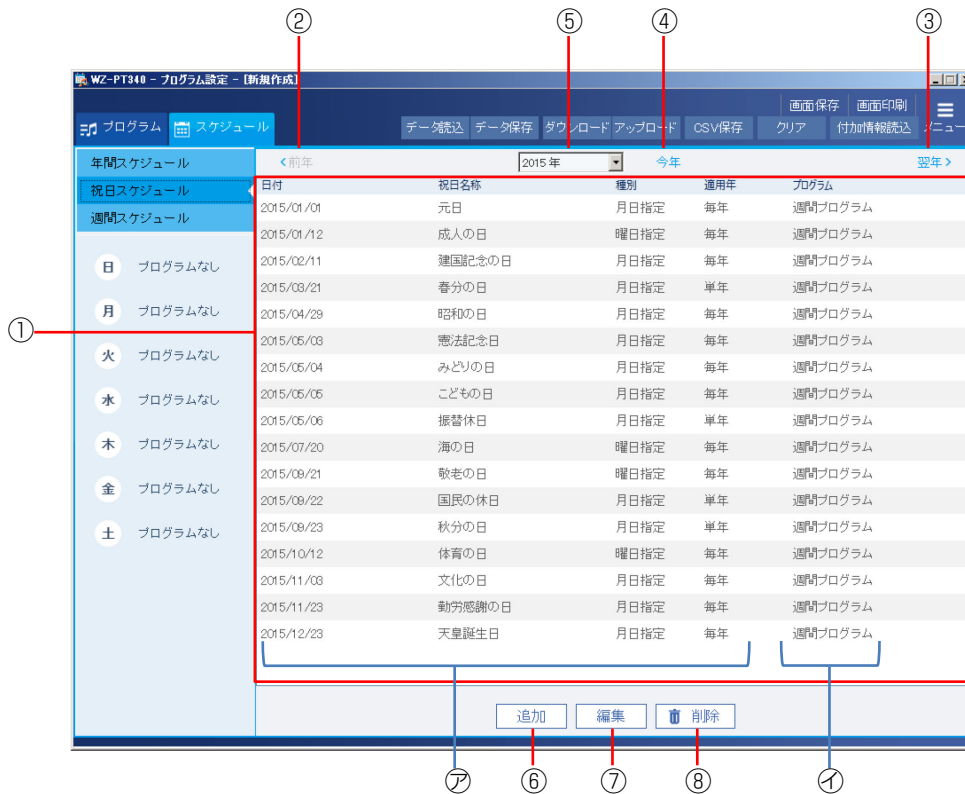 ② ⑤ ④ ③
WZ-PT340 - プログラム設定 - [新規作成]
画面保存 画面印刷
プログラム スケジュール データ読込 データ保存 ダウンロード アップロード CSV保存 クリア 付加情報読込 メニュー
年間スケジュール <前年 2015年 今年 翌年>
祝日スケジュール 日付 祝日名称 種別 適用年 プログラム
2015/01/01 元日 月日指定 毎年 週間プログラム
週間スケジュール
2015/01/12 成人の日 曜日指定 毎年 週間プログラム
日 プログラムなし 2015/02/11 建国記念の日 月日指定 毎年 週間プログラム
2015/03/21 春分の日 月日指定 単年 週間プログラム
月 プログラムなし 2015/04/29 昭和の日 月日指定 毎年 週間プログラム
① 2015/05/03 憲法記念日 月日指定 毎年 週間プログラム
火 プログラムなし 2015/05/04 みどりの日 月日指定 毎年 週間プログラム
水 プログラムなし 2015/05/05 こどもの日 月日指定 毎年 週間プログラム
2015/05/06 振替休日 月日指定 単年 週間プログラム
木 プログラムなし 2015/07/20 海の日 曜日指定 毎年 週間プログラム
2015/09/21 敬老の日 曜日指定 毎年 週間プログラム
金 プログラムなし 2015/09/22 国民の休日 月日指定 単年 週間プログラム
土 プログラムなし 2015/09/23 秋分の日 月日指定 単年 週間プログラム
2015/10/12 体育の日 曜日指定 毎年 週間プログラム
2015/11/03 文化の日 月日指定 毎年 週間プログラム
2015/11/23 勤労感謝の日 月日指定 毎年 週間プログラム
2015/12/23 天皇誕生日 月日指定 毎年 週間プログラム
追加 編集 削除
㋐ ⑥ ⑦ ⑧ ㋑